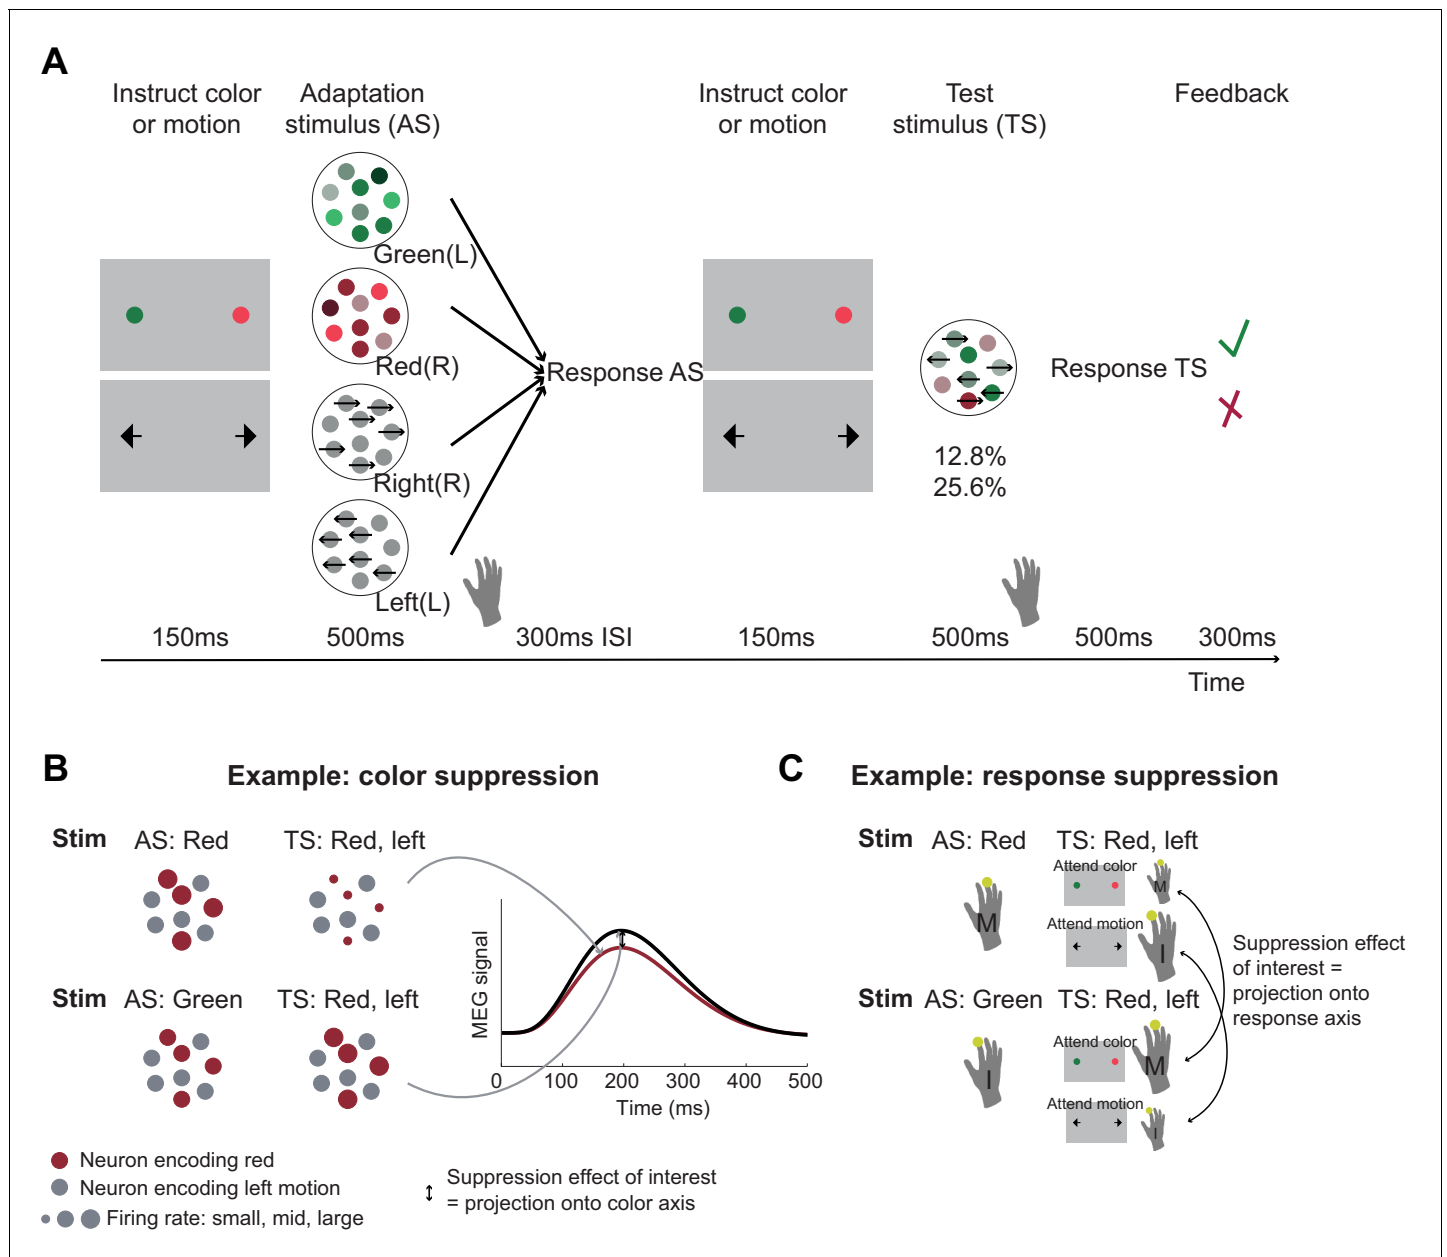 A
Instruct color
or motion
Adaptation
stimulus (AS)
Instruct color
or motion
Test
stimulus (TS)
Feedback
Green(L)
Red(R)
Right(R)
Left(L)
Response AS
Response TS
12.8%
25.6%
150ms
500ms
300ms ISI
150ms
500ms
500ms
300ms
Time
B
Example: color suppression
Stim
AS: Red
TS: Red, left
Stim
AS: Green
TS: Red, left
MEG signal
0
100
200
300
400
500
Time (ms)
Neuron encoding red
Neuron encoding left motion
Firing rate: small, mid, large
Suppression effect of interest
= projection onto color axis
C
Example: response suppression
Stim
AS: Red
TS: Red, left
M
Attend color
M
Attend motion
I
Stim
AS: Green
TS: Red, left
I
Attend color
M
Attend motion
I
Suppression effect
of interest =
projection onto
response axis